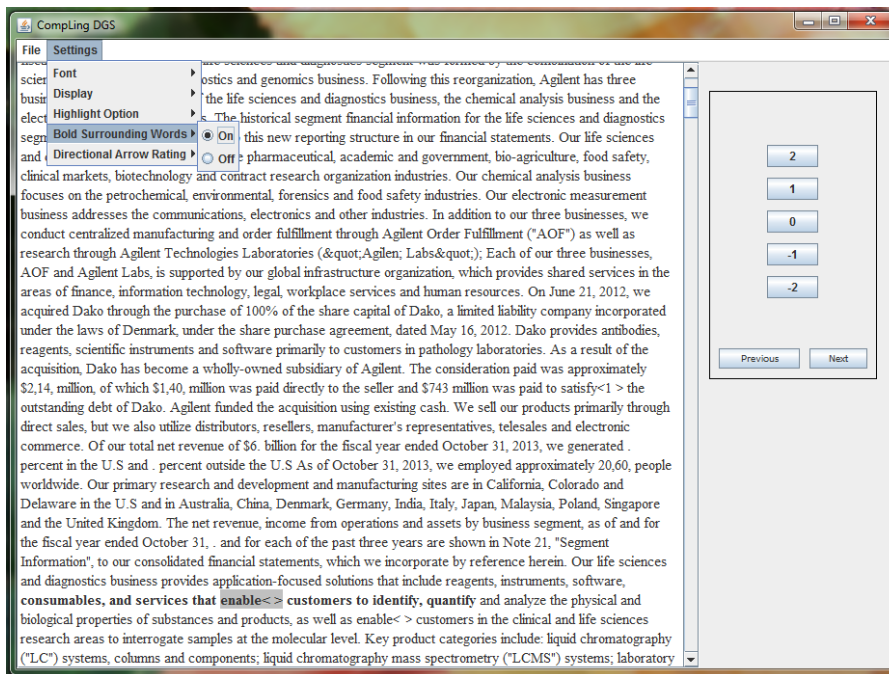 CompLing DGS
File Settings
Font
Display
Highlight Option
Bold Surrounding Words
Directional Arrow Rating
On
Off
life sciences and diagnostics segment was formed by the combination of the life
scien ostics and genomics business. Following this reorganization, Agilent has three
busin the life sciences and diagnostics business, the chemical analysis business and the
elect s. The historical segment financial information for the life sciences and diagnostics
segm this new reporting structure in our financial statements. Our life sciences
and e pharmaceutical, academic and government, bio-agriculture, food safety,
clinical markets, biotechnology and contract research organization industries. Our chemical analysis business
focuses on the petrochemical, environmental, forensics and food safety industries. Our electronic measurement
business addresses the communications, electronics and other industries. In addition to our three businesses, we
conduct centralized manufacturing and order fulfillment through Agilent Order Fulfillment ("AOF") as well as
research through Agilent Technologies Laboratories (&quot;Agilen; Labs&quot;); Each of our three businesses,
AOF and Agilent Labs, is supported by our global infrastructure organization, which provides shared services in the
areas of finance, information technology, legal, workplace services and human resources. On June 21, 2012, we
acquired Dako through the purchase of 100% of the share capital of Dako, a limited liability company incorporated
under the laws of Denmark, under the share purchase agreement, dated May 16, 2012. Dako provides antibodies,
reagents, scientific instruments and software primarily to customers in pathology laboratories. As a result of the
acquisition, Dako has become a wholly-owned subsidiary of Agilent. The consideration paid was approximately
$2,14, million, of which $1,40, million was paid directly to the seller and $743 million was paid to satisfy<1 > the
outstanding debt of Dako. Agilent funded the acquisition using existing cash. We sell our products primarily through
direct sales, but we also utilize distributors, resellers, manufacturer's representatives, telesales and electronic
commerce. Of our total net revenue of $6. billion for the fiscal year ended October 31, 2013, we generated .
percent in the U.S and . percent outside the U.S As of October 31, 2013, we employed approximately 20,60, people
worldwide. Our primary research and development and manufacturing sites are in California, Colorado and
Delaware in the U.S and in Australia, China, Denmark, Germany, India, Italy, Japan, Malaysia, Poland, Singapore
and the United Kingdom. The net revenue, income from operations and assets by business segment, as of and for
the fiscal year ended October 31, . and for each of the past three years are shown in Note 21, "Segment
Information", to our consolidated financial statements, which we incorporate by reference herein. Our life sciences
and diagnostics business provides application-focused solutions that include reagents, instruments, software,
consumables, and services that enable< > customers to identify, quantify and analyze the physical and
biological properties of substances and products, as well as enable< > customers in the clinical and life sciences
research areas to interrogate samples at the molecular level. Key product categories include: liquid chromatography
("LC") systems, columns and components; liquid chromatography mass spectrometry ("LCMS") systems; laboratory
2
1
0
-1
-2
Previous Next